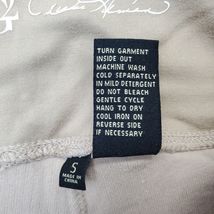 TURN GARMENT
INSIDE OUT
MACHINE WASH
COLD SEPARATELY
IN MILD DETERGENT
DO NOT BLEACH
GENTLE CYCLE
HANG TO DRY
COOL IRON ON
REVERSE SIDE
IF NECESSARY
S
MADE IN
CHINA